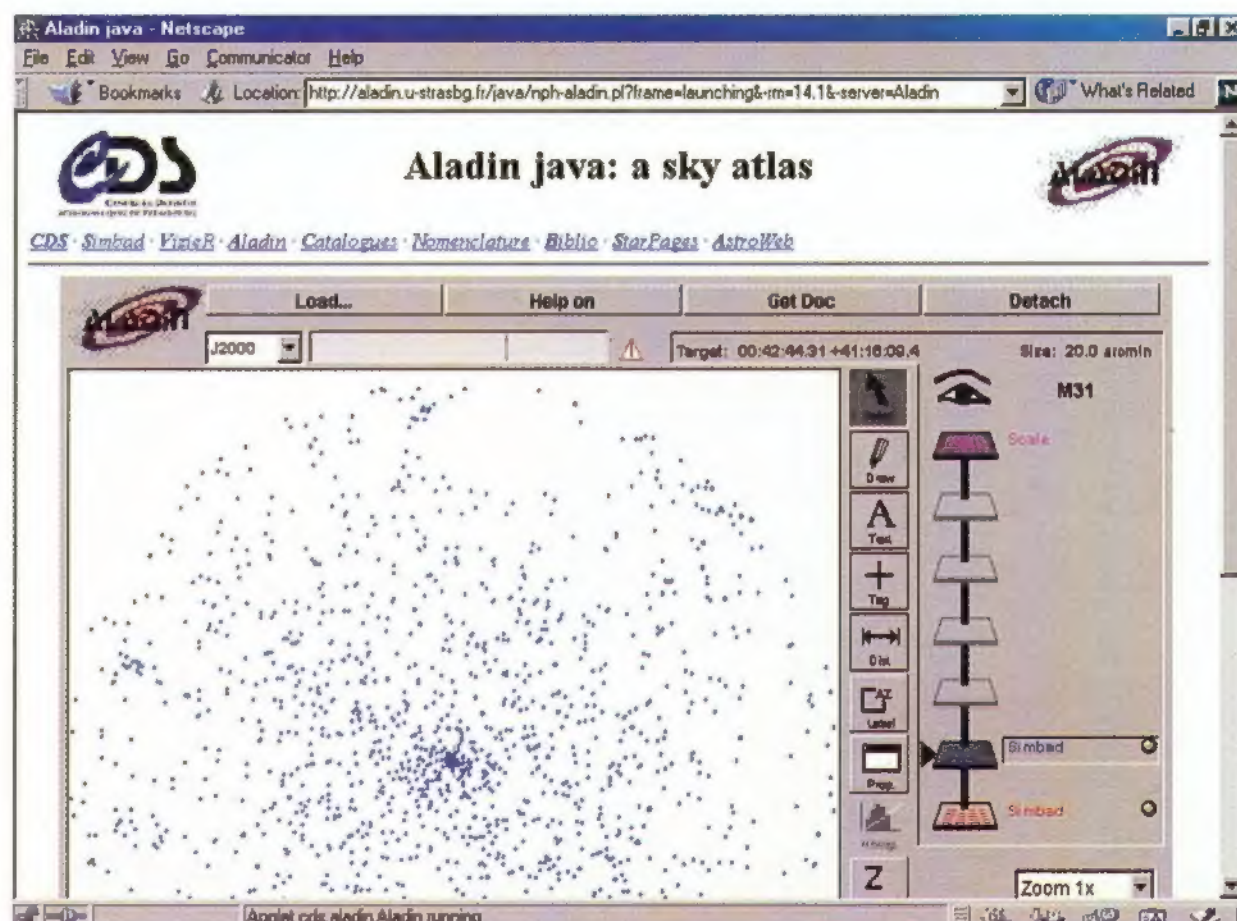 Aladin java - Netscape
File Edit View Go Communicator Help
Bookmarks Location: http://aladin.u-strasbg.fr/java/nph-aladin.pl?frame=launching&-rm=14.1&-server=Aladin What's Related N
CDS Aladin java: a sky atlas ALADIN
CDS · Simbad · VizieR · Aladin · Catalogues · Nomenclature · Biblio · StarPages · AstroWeb
ALADIN Load... Help on Get Doc Detach
J2000 Target: 00:42:44.31 +41:16:09.4 Size: 20.0 arcmin
M31
Scale
Draw
A
Text
Tag
Dist
AZ
Label
Simbad
Prop.
Simbad
Z
Zoom 1x
Applet cds.aladin.Aladin running